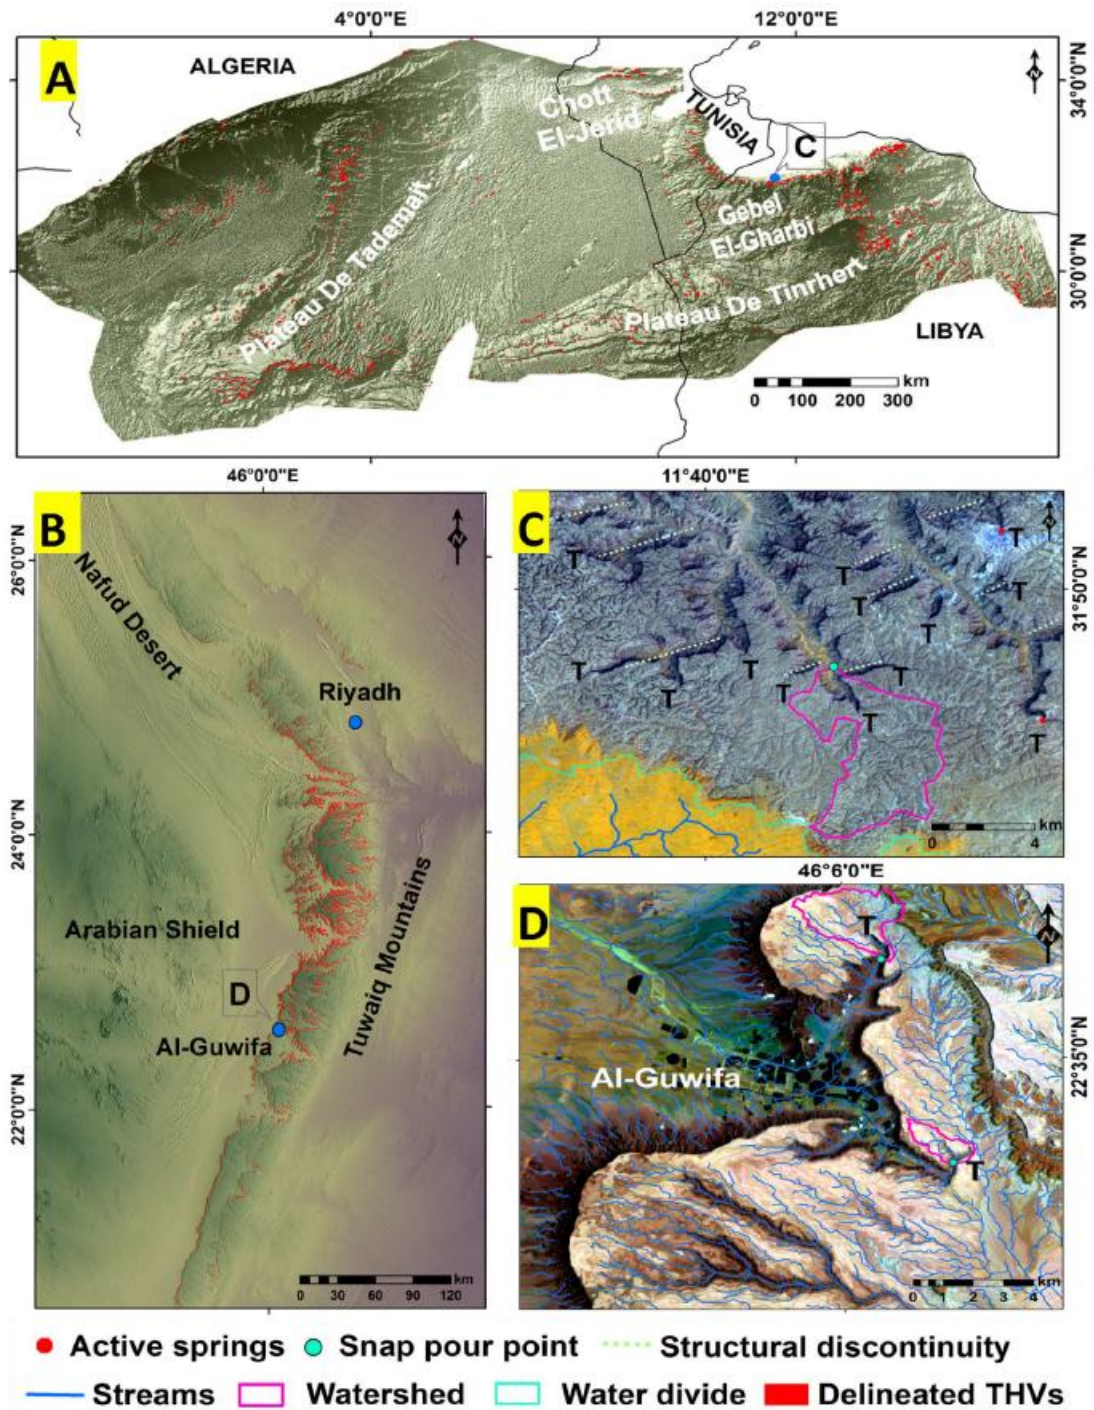 4°0'0"E 12°0'0"E
A
ALGERIA
N
34°0'0"N
Chott
El-Jerid
TUNISIA
C
Gebel
El-Gharbi
30°0'0"N
Plateau De Tademait
Plateau De Tinrhert
LIBYA
km
0 100 200 300
46°0'0"E
B
N
26°0'0"N
Nafud Desert
Riyadh
24°0'0"N
Tuwaiq Mountains
Arabian Shield
D
Al-Guwifa
22°0'0"N
km
0 30 60 90 120
11°40'0"E
C
N
T
T
T
T
T
T
T
T
T
T
T
T
T
31°50'0"N
km
0 4
46°6'0"E
D
N
T
Al-Guwifa
22°35'0"N
T
km
0 1 2 3 4
Active springs Snap pour point Structural discontinuity
Streams Watershed Water divide Delineated THVs